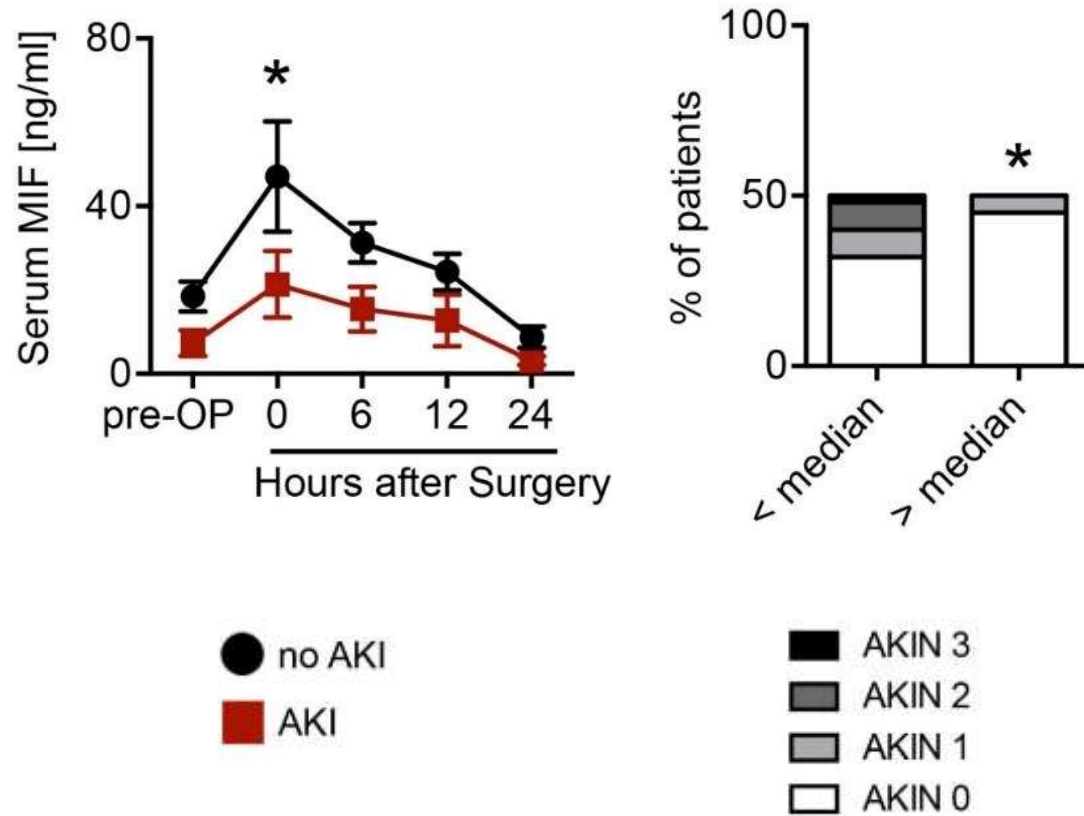 Serum MIF [ng/ml]
80
40
0
*
pre-OP 0 6 12 24
Hours after Surgery
no AKI
AKI
% of patients
100
50
0
*
< median
> median
AKIN 3
AKIN 2
AKIN 1
AKIN 0